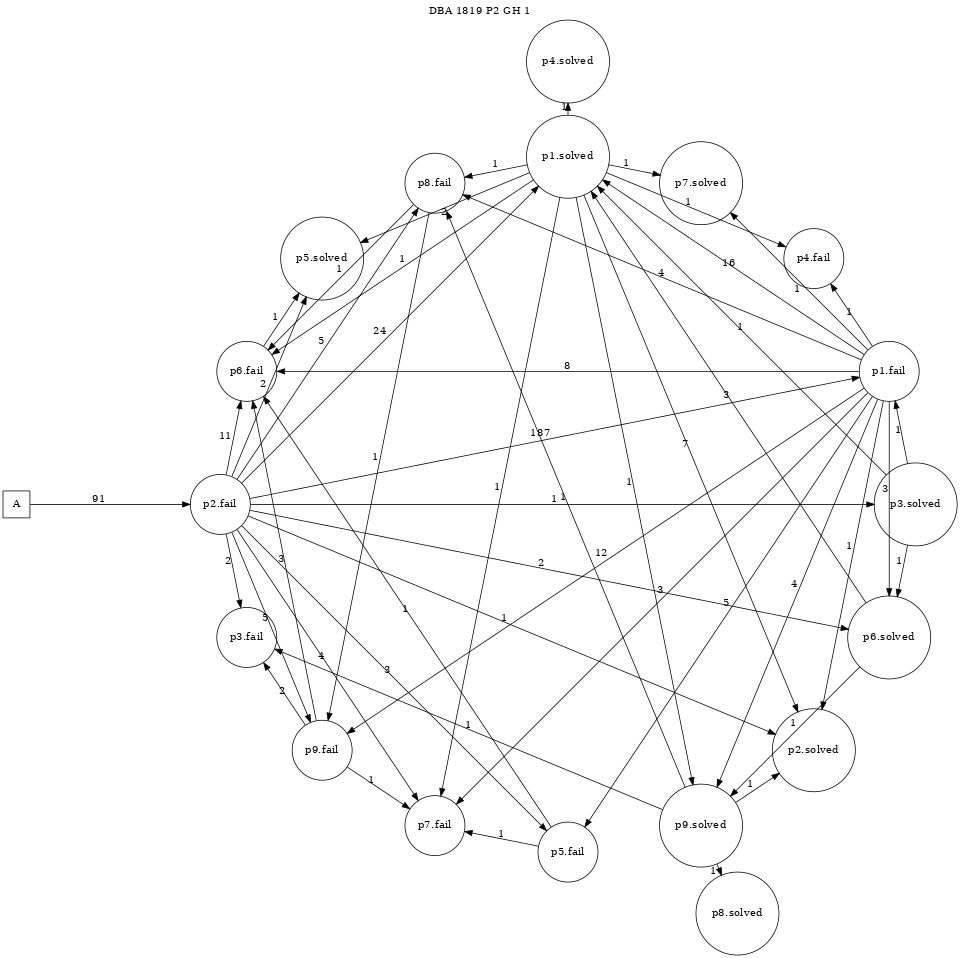 DBA 1819 P2 GH 1
p4.solved
1
p1.solved
1
1
p8.fail
p7.solved
1
2
p5.solved
1
1
p4.fail
16
4
1
1
1
24
1
5
p6.fail
8
p1.fail
2
3
11
187
1
7
3
1
1
1
1
91
1
1
A
p2.fail
p3.solved
12
1
2
3
2
1
4
3
5
1
5
1
p3.fail
p6.solved
4
3
2
1
1
p9.fail
p2.solved
1
1
p7.fail
p9.solved
1
p5.fail
1
p8.solved